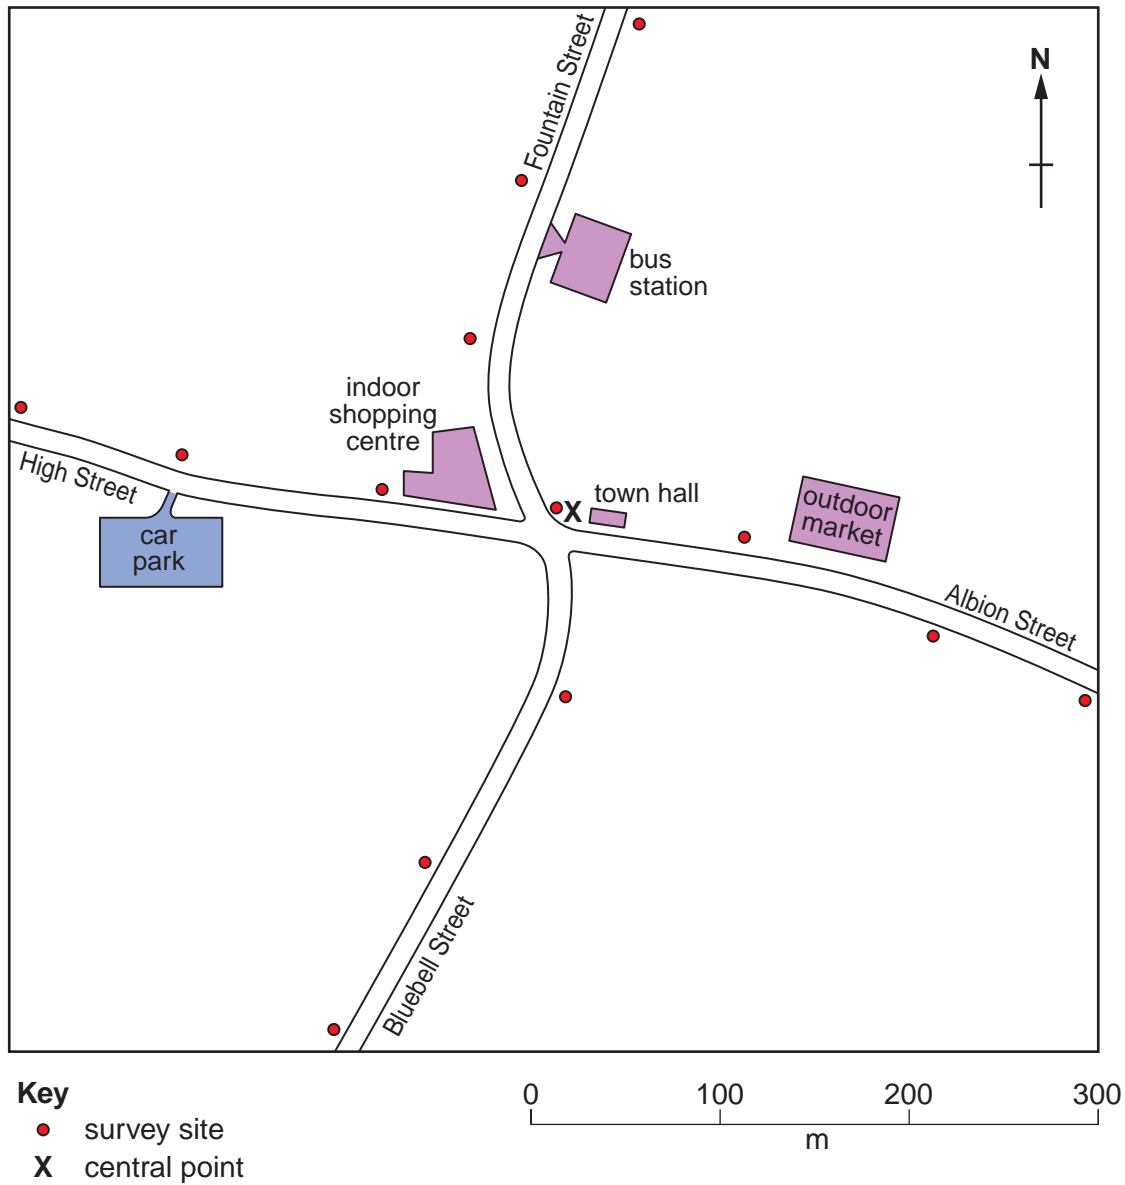 Fountain Street
N
bus
station
indoor
shopping
centre
High Street
car
park
X
town hall
outdoor
market
Albion Street
Bluebell Street
Key
survey site
X central point
0 100 200 300
m